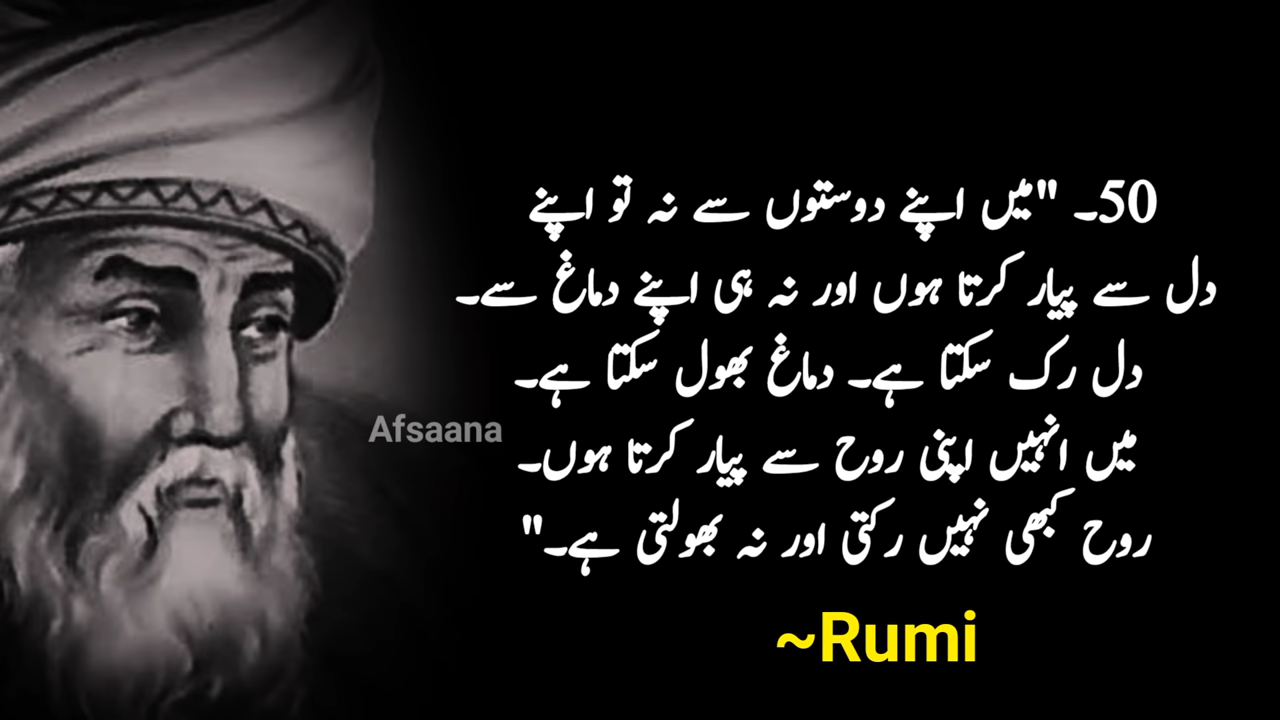 50۔ "میں اپنے دوستوں سے نہ تو اپنے
دل سے پیار کرتا ہوں اور نہ ہی اپنے دماغ سے۔
دل رک سکتا ہے۔ دماغ بھول سکتا ہے۔
میں انہیں اپنی روح سے پیار کرتا ہوں۔
روح کبھی نہیں رکتی اور نہ بھولتی ہے۔"
Afsaana
~Rumi